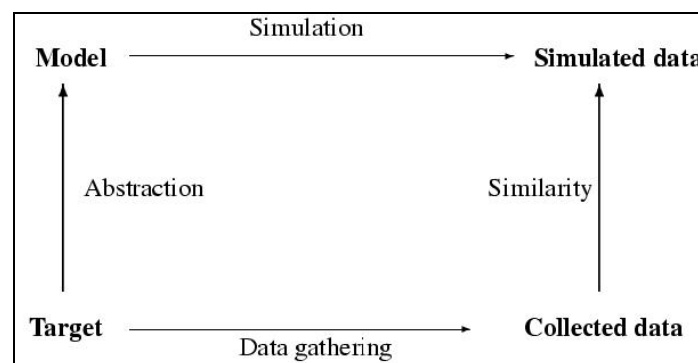 Simulation
Model
Simulated data
Abstraction
Similarity
Target
Collected data
Data gathering